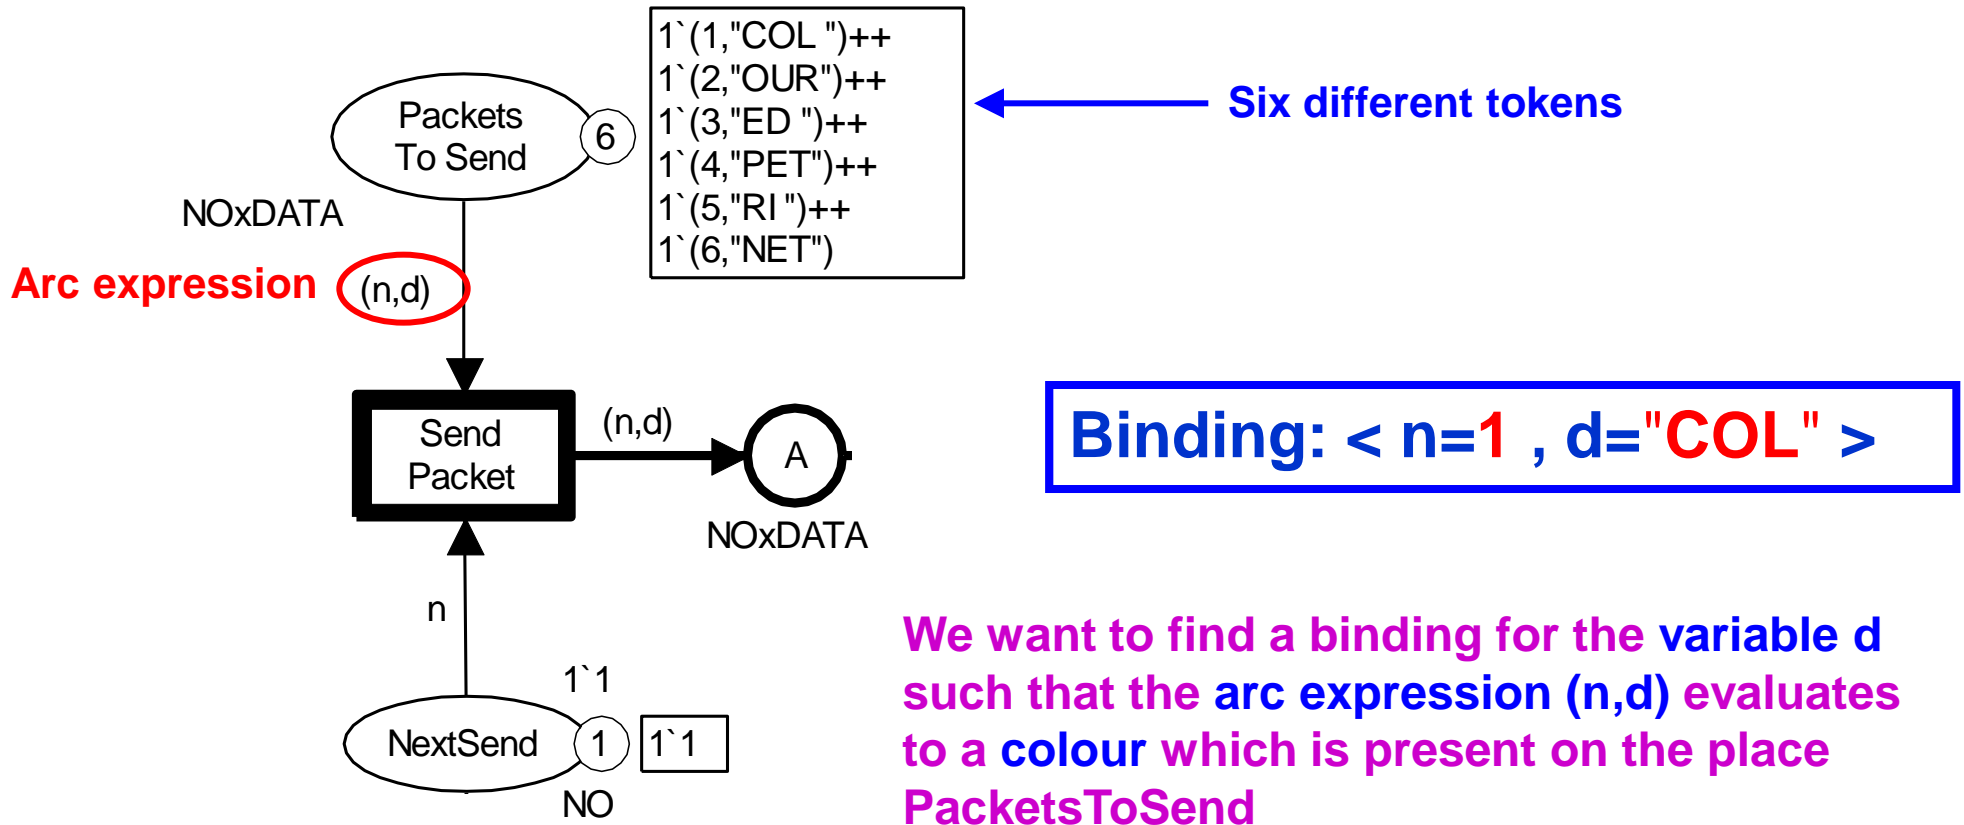 1`(1,"COL ")++
1`(2,"OUR")++
1`(3,"ED ")++
1`(4,"PET")++
1`(5,"RI ")++
1`(6,"NET")
Six different tokens
Packets
To Send
6
NOxDATA
Arc expression
(n,d)
Send
Packet
(n,d)
A
NOxDATA
Binding: < n=1 , d="COL" >
n
1`1
NextSend
1
1`1
NO
We want to find a binding for the variable d
such that the arc expression (n,d) evaluates
to a colour which is present on the place
PacketsToSend